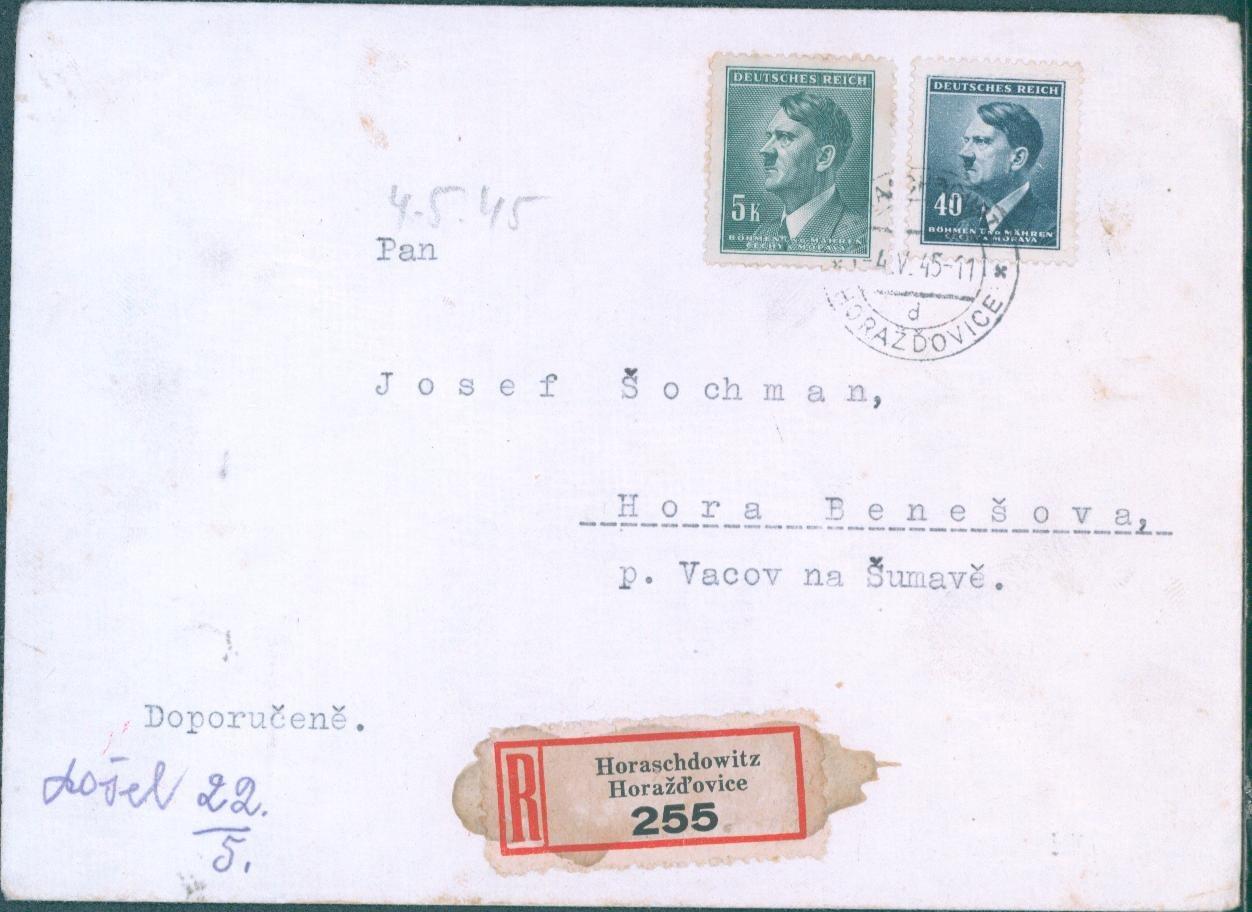 DEUTSCHES REICH
5K
BÖHMEN UND MÄHREN
ČECHY A MORAVA
DEUTSCHES REICH
40
BÖHMEN UND MÄHREN
ČECHY A MORAVA
-4.V.45-11
d
HORAŽĎOVICE
4.5.45
Pan
Josef Šochman,
Hora Benešova,
p. Vacov na Šumavě.
Doporučeně.
došel 22.
5.
R
Horaschdowitz
Horažďovice
255